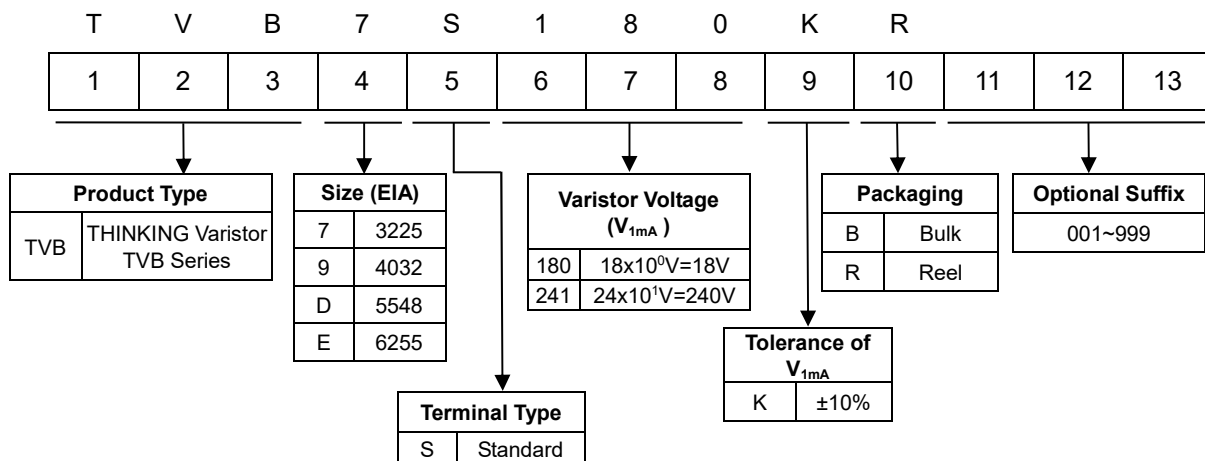 T V B 7 S 1 8 0 K R
1 2 3 4 5 6 7 8 9 10 11 12 13
Product Type
TVB THINKING Varistor
TVB Series
Size (EIA)
7 3225
9 4032
D 5548
E 6255
Terminal Type
S Standard
Varistor Voltage
(V1mA )
180 18x10⁰V=18V
241 24x10¹V=240V
Tolerance of
V1mA
K ±10%
Packaging
B Bulk
R Reel
Optional Suffix
001~999